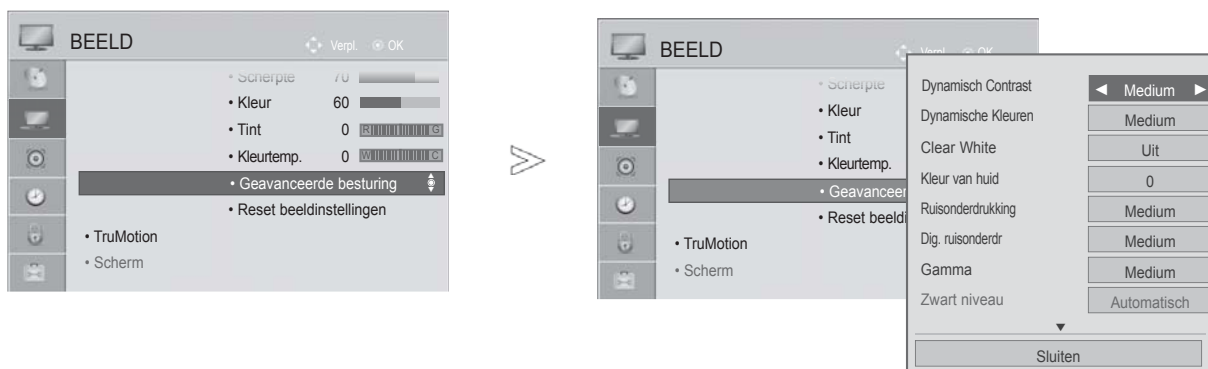 BEELD
Verpl. OK
• Scherpte 70
• Kleur 60
• Tint 0 R G
• Kleurtemp. 0 W C
• Geavanceerde besturing
• Reset beeldinstellingen
• TruMotion
• Scherm
BEELD
Verpl. OK
• Scherpte
• Kleur
• Tint
• Kleurtemp.
• Geavanceer
• Reset beeldi
• TruMotion
• Scherm
Dynamisch Contrast ◄ Medium ►
Dynamische Kleuren Medium
Clear White Uit
Kleur van huid 0
Ruisonderdrukking Medium
Dig. ruisonderdr Medium
Gamma Medium
Zwart niveau Automatisch
▼
Sluiten